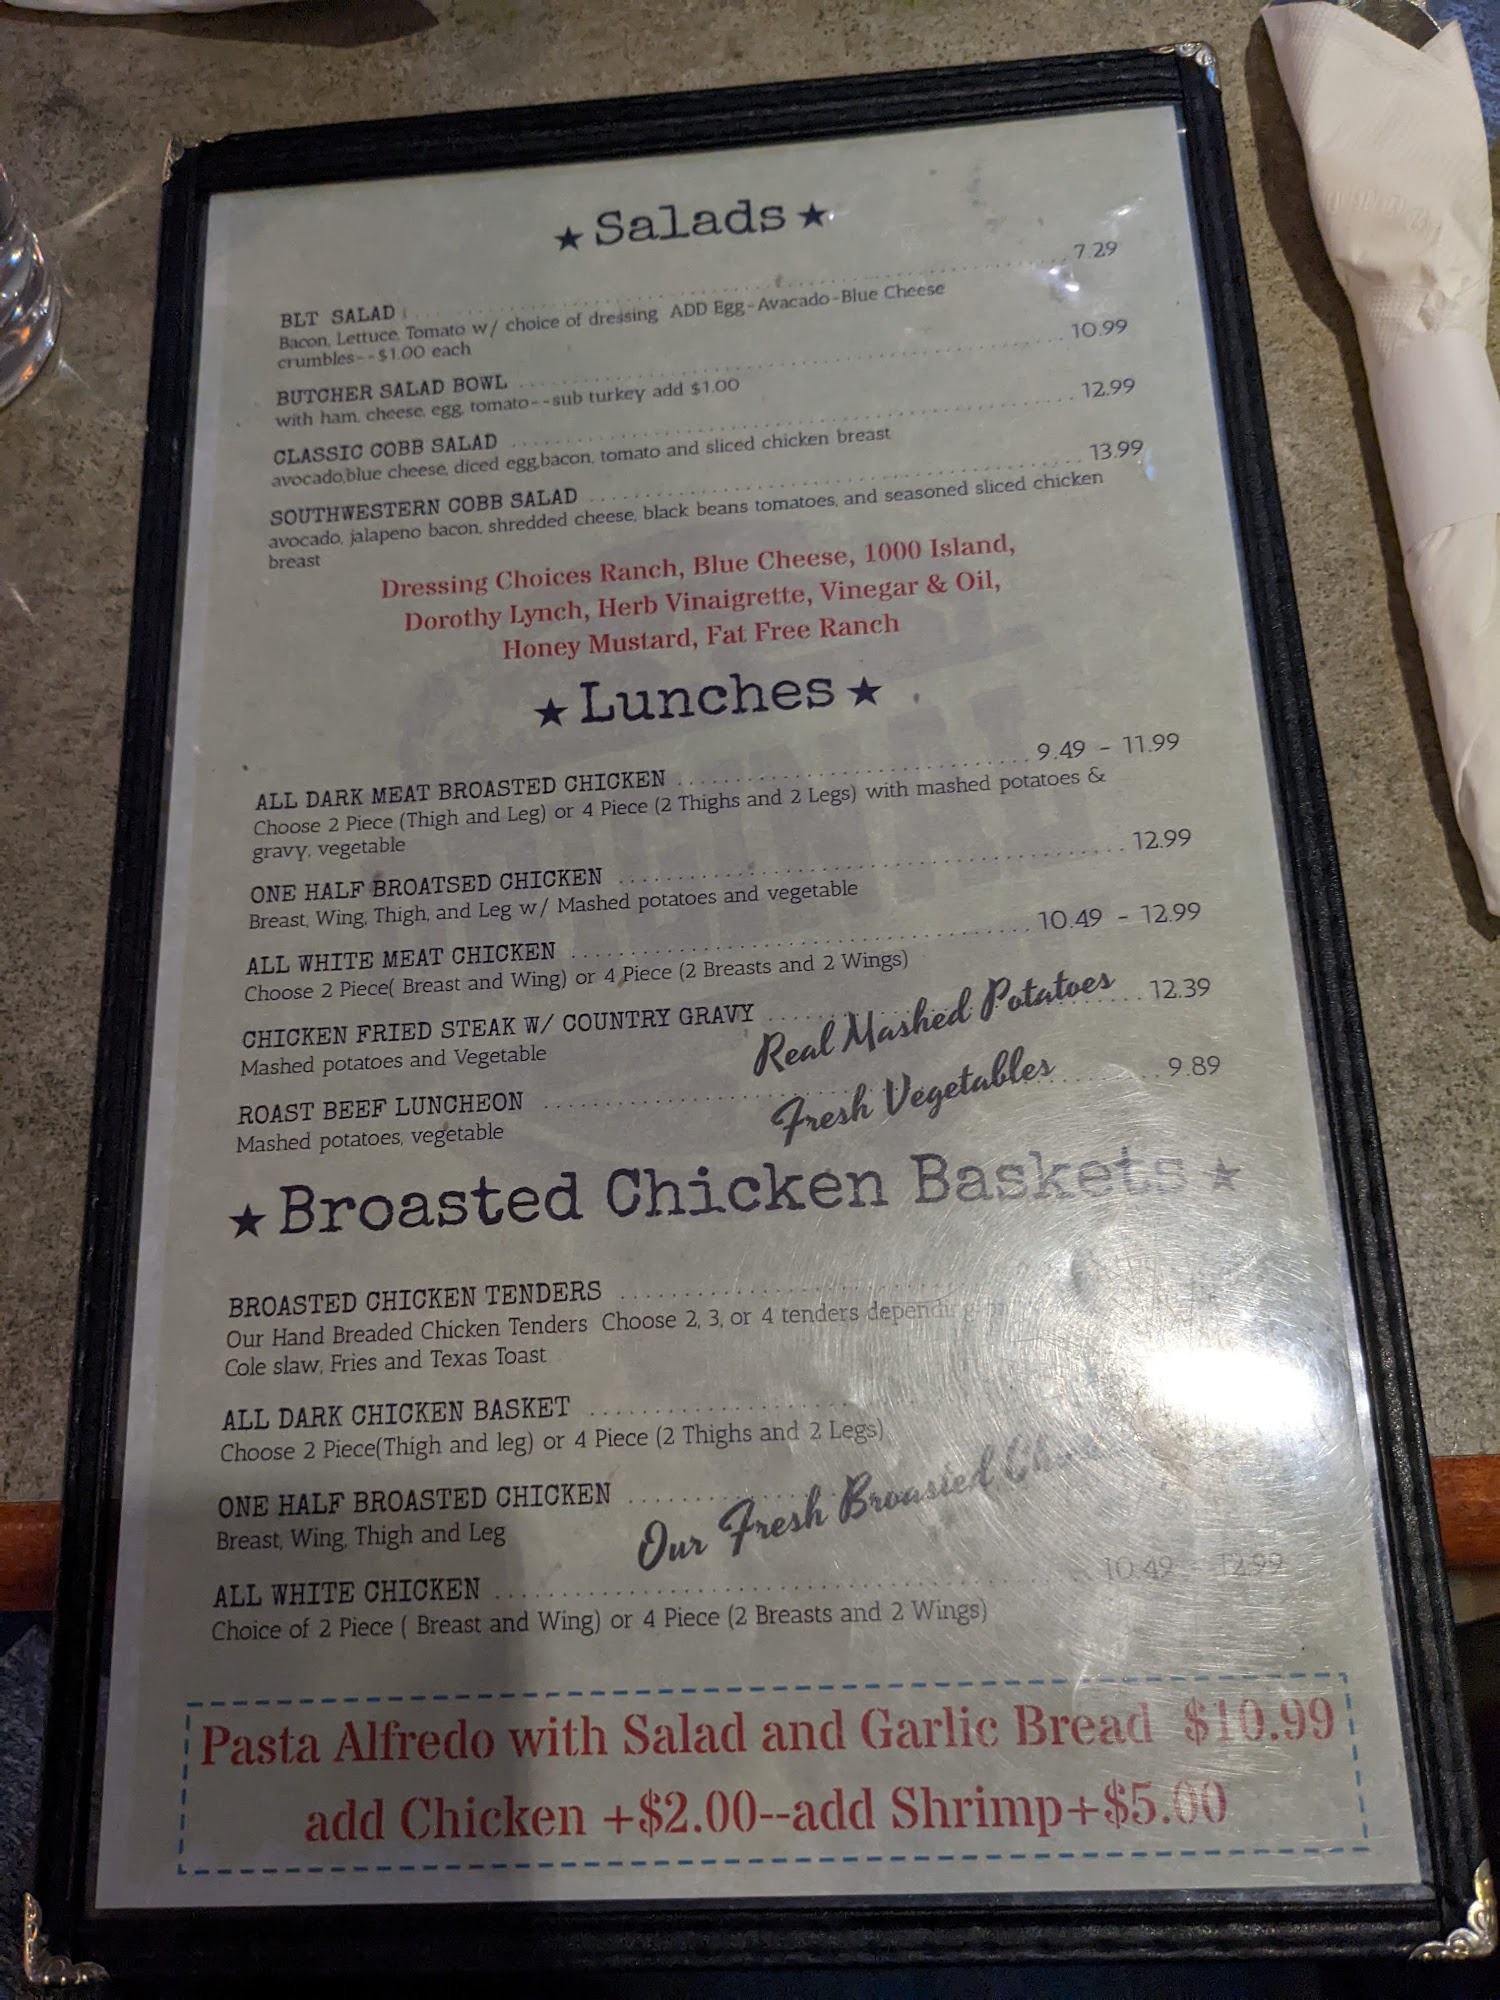 ★ Salads ★
BLT SALAD ........ 7.29
Bacon, Lettuce, Tomato w/ choice of dressing ADD Egg-Avacado-Blue Cheese
crumbles--$1.00 each
BUTCHER SALAD BOWL ........ 10.99
with ham, cheese, egg, tomato--sub turkey add $1.00
CLASSIC COBB SALAD ........ 12.99
avocado,blue cheese, diced egg,bacon, tomato and sliced chicken breast
SOUTHWESTERN COBB SALAD ........ 13.99
avocado, jalapeno bacon, shredded cheese, black beans tomatoes, and seasoned sliced chicken
breast
Dressing Choices Ranch, Blue Cheese, 1000 Island,
Dorothy Lynch, Herb Vinaigrette, Vinegar & Oil,
Honey Mustard, Fat Free Ranch
★ Lunches ★
ALL DARK MEAT BROASTED CHICKEN ........ 9.49 - 11.99
Choose 2 Piece (Thigh and Leg) or 4 Piece (2 Thighs and 2 Legs) with mashed potatoes &
gravy, vegetable
ONE HALF BROATSED CHICKEN ........ 12.99
Breast, Wing, Thigh, and Leg w/ Mashed potatoes and vegetable
ALL WHITE MEAT CHICKEN ........ 10.49 - 12.99
Choose 2 Piece( Breast and Wing) or 4 Piece (2 Breasts and 2 Wings)
CHICKEN FRIED STEAK W/ COUNTRY GRAVY ........ 12.39
Mashed potatoes and Vegetable
Real Mashed Potatoes
ROAST BEEF LUNCHEON ........ 9.89
Mashed potatoes, vegetable
Fresh Vegetables
★ Broasted Chicken Baskets ★
BROASTED CHICKEN TENDERS ........
Our Hand Breaded Chicken Tenders Choose 2, 3, or 4 tenders depending
Cole slaw, Fries and Texas Toast
ALL DARK CHICKEN BASKET ........
Choose 2 Piece(Thigh and leg) or 4 Piece (2 Thighs and 2 Legs)
ONE HALF BROASTED CHICKEN ........
Breast, Wing, Thigh and Leg
Our Fresh Broasted
ALL WHITE CHICKEN ........ 10.49 - 12.99
Choice of 2 Piece ( Breast and Wing) or 4 Piece (2 Breasts and 2 Wings)
Pasta Alfredo with Salad and Garlic Bread $10.99
add Chicken +$2.00--add Shrimp+$5.00